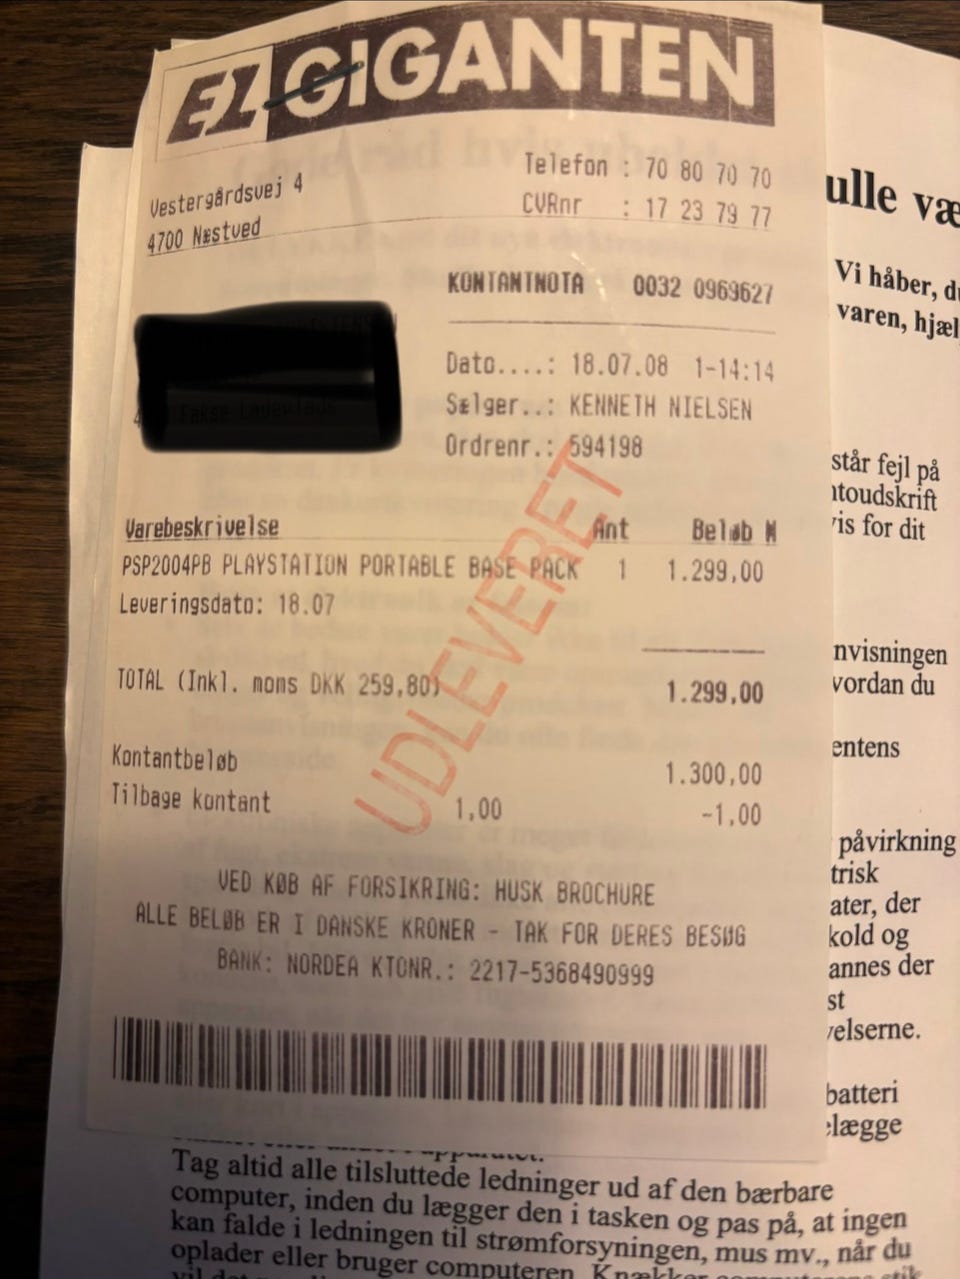 ELGIGANTEN
Vestergårdsvej 4
4700 Næstved
Telefon : 70 80 70 70
CVRnr : 17 23 79 77
KONTANTNOTA 0032 0969627
Dato....: 18.07.08 1-14:14
Sælger..: KENNETH NIELSEN
Ordrenr.: 594198
Varebeskrivelse Ant Beløb M
PSP2004PB PLAYSTATION PORTABLE BASE PACK 1 1.299,00
Leveringsdato: 18.07
TOTAL (Inkl. moms DKK 259,80) 1.299,00
Kontantbeløb 1.300,00
Tilbage kontant 1,00 -1,00
UDLEVERET
VED KØB AF FORSIKRING: HUSK BROCHURE
ALLE BELØB ER I DANSKE KRONER - TAK FOR DERES BESØG
BANK: NORDEA KTONR.: 2217-5368490999
ulle væ
Vi håber, du
varen, hjæl
står fejl på
ntoudskrift
is for dit
nvisningen
vordan du
entens
påvirkning
trisk
ater, der
kold og
annes der
st
velserne.
batteri
elægge
apparatet.
Tag altid alle tilsluttede ledninger ud af den bærbare
computer, inden du lægger den i tasken og pas på, at ingen
kan falde i ledningen til strømforsyningen, mus mv., når du
oplader eller bruger computeren. Knækker